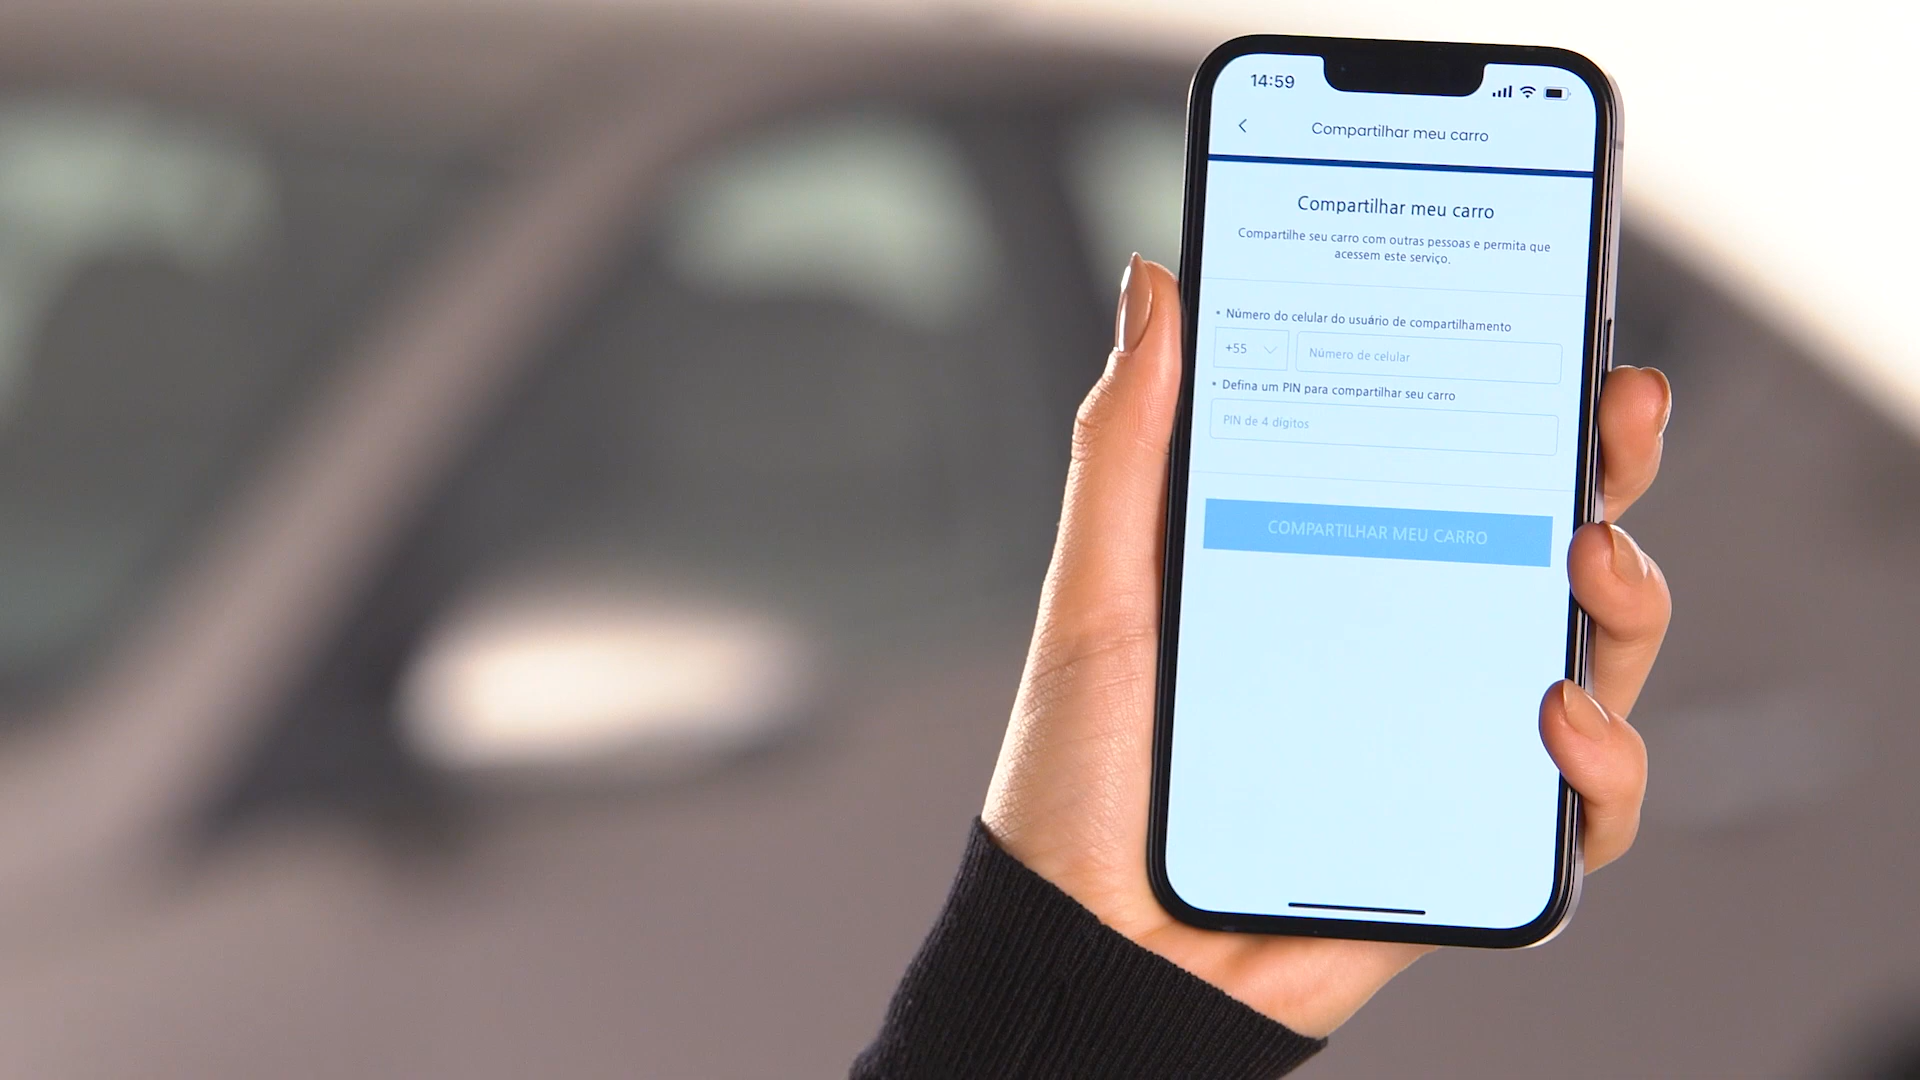 14:59
Compartilhar meu carro
Compartilhar meu carro
Compartilhe seu carro com outras pessoas e permita que
acessem este serviço.
• Número do celular do usuário de compartilhamento
+55 Número de celular
• Defina um PIN para compartilhar seu carro
PIN de 4 dígitos
COMPARTILHAR MEU CARRO